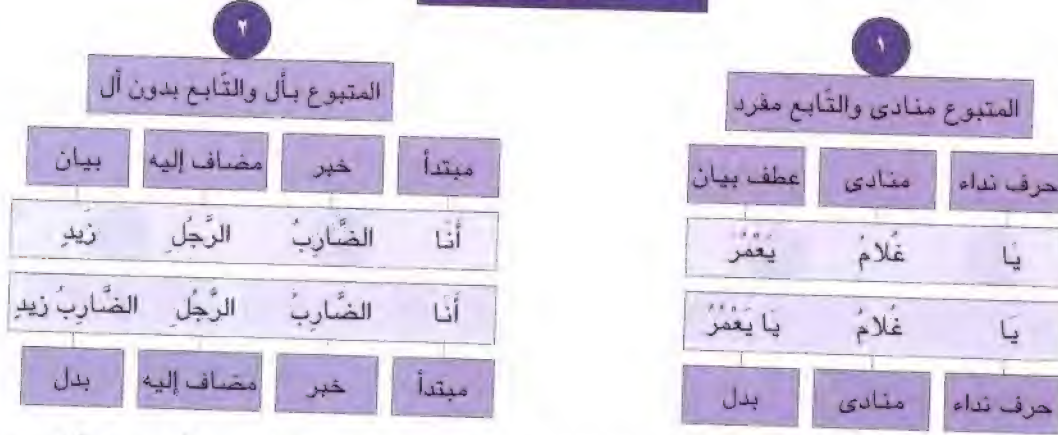 ١
المتبوع منادى والتَّابع مفرد
حرف نداء منادى عطف بيان
يَا غُلامُ يَعْمُرُ
يَا غُلامُ يَا يَعْمُرُ
حرف نداء منادى بدل
٢
المتبوع بأل والتَّابع بدون أل
مبتدأ خبر مضاف إليه بيان
أَنَا الضَّارِبُ الرَّجُلِ زَيدِ
أَنَا الضَّارِبُ الرَّجُلِ الضَّارِبُ زيدِ
مبتدأ خبر مضاف إليه بدل